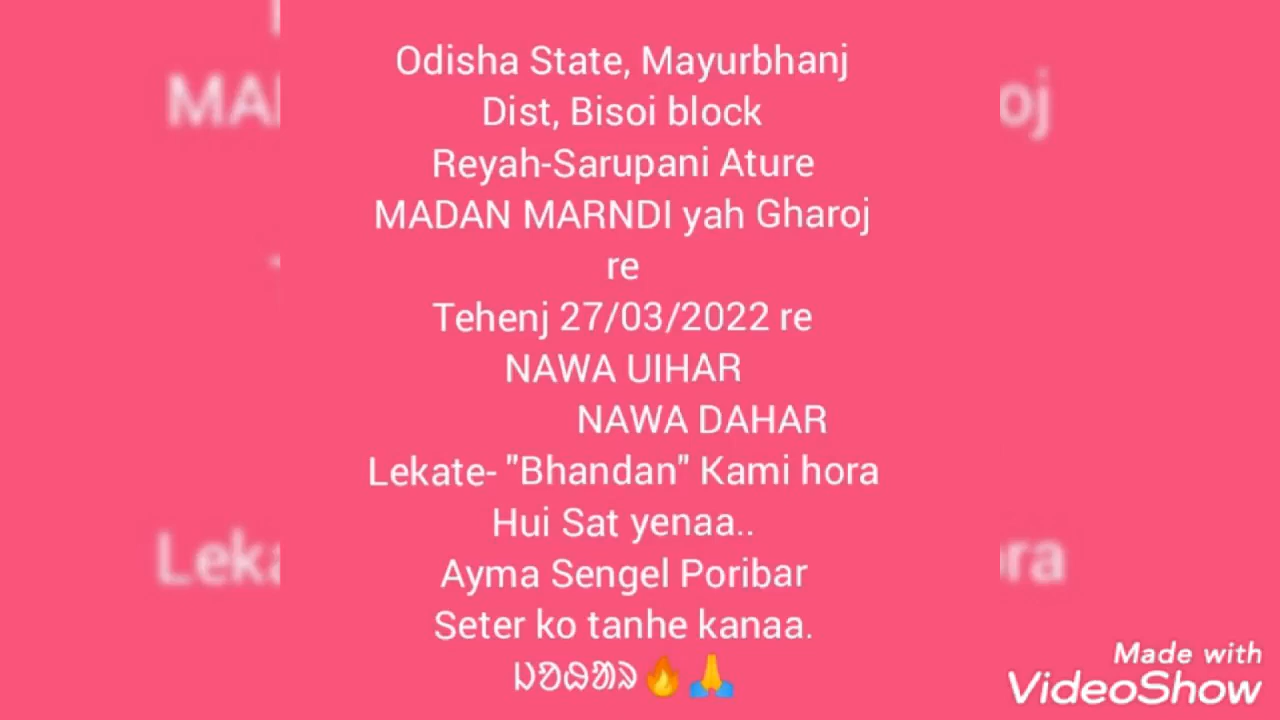 Odisha State, Mayurbhanj
Dist, Bisoi block
Reyah-Sarupani Ature
MADAN MARNDI yah Gharoj
re
Tehenj 27/03/2022 re
NAWA UIHAR
NAWA DAHAR
Lekate- "Bhandan" Kami hora
Hui Sat yenaa..
Ayma Sengel Poribar
Seter ko tanhe kanaa.
🔥🙏
Made with
VideoShow